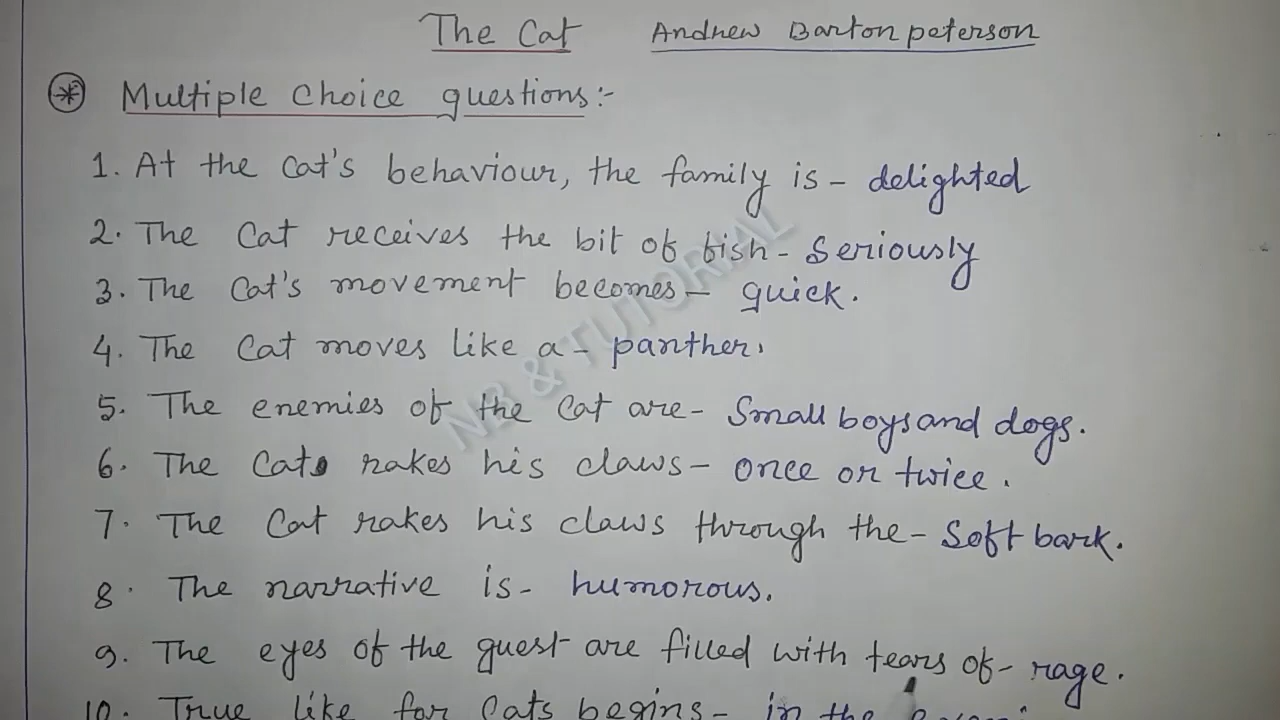 The Cat Andrew Barton peterson
Multiple Choice questions:-
1. At the Cat's behaviour, the family is - delighted
2. The Cat receives the bit of fish - Seriously
3. The Cat's movement becomes - quick.
4. The Cat moves like a - panther.
5. The enemies of the Cat are - Small boys and dogs.
6. The Cat rakes his claws - once or twice.
7. The Cat rakes his claws through the - Soft bark.
8. The narrative is - humorous.
9. The eyes of the guest are filled with tears of - rage.
10. True like for Cats begins - in the
NB & TUTORIAL